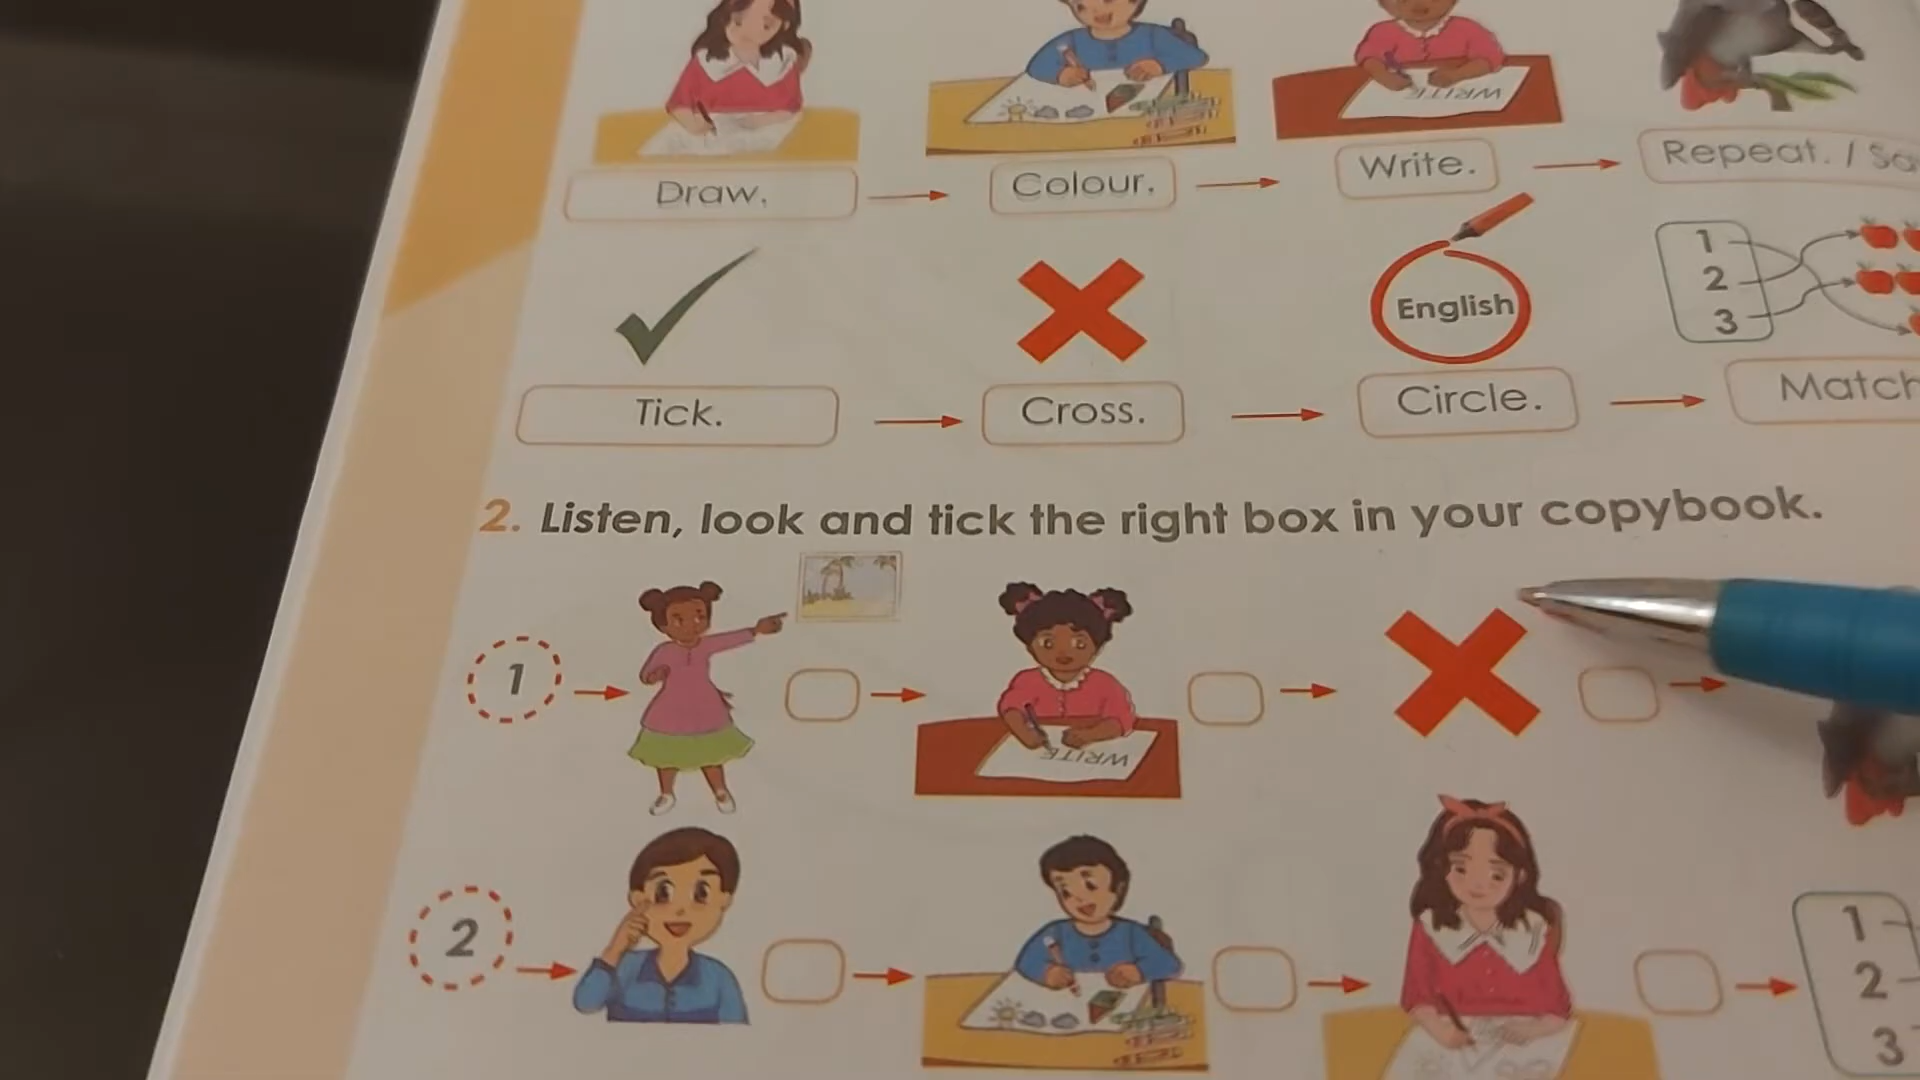 WRITE
Draw.
Colour.
Write.
Repeat. /
English
1
2
3
Tick.
Cross.
Circle.
Match
2. Listen, look and tick the right box in your copybook.
1
WRITE
2
1
2
3